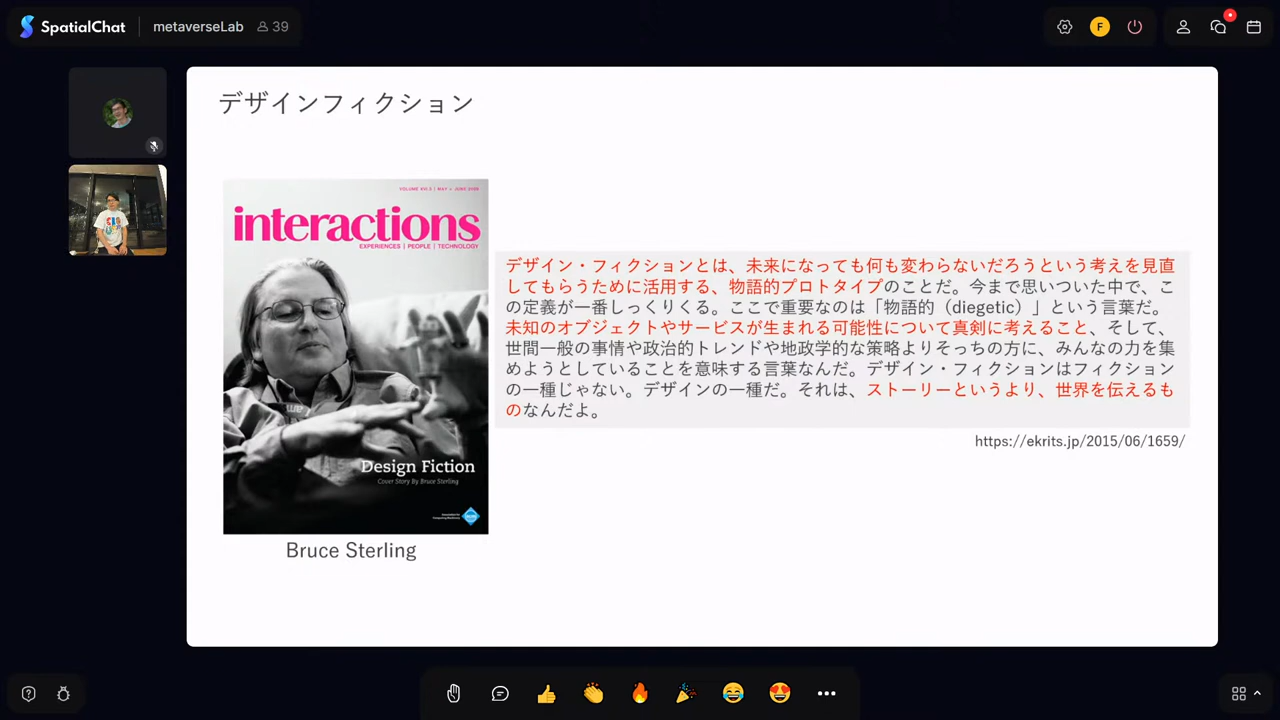 SpatialChat
metaverseLab
39
F
デザインフィクション
VOLUME XVI.3 | MAY + JUNE 2009
interactions
EXPERIENCES | PEOPLE | TECHNOLOGY
Design Fiction
Cover Story By Bruce Sterling
Bruce Sterling
デザイン・フィクションとは、未来になっても何も変わらないだろうという考えを見直
してもらうために活用する、物語的プロトタイプのことだ。今まで思いついた中で、こ
の定義が一番しっくりくる。ここで重要なのは「物語的（diegetic）」という言葉だ。
未知のオブジェクトやサービスが生まれる可能性について真剣に考えること、そして、
世間一般の事情や政治的トレンドや地政学的な策略よりそっちの方に、みんなの力を集
めようとしていることを意味する言葉なんだ。デザイン・フィクションはフィクション
の一種じゃない。デザインの一種だ。それは、ストーリーというより、世界を伝えるも
のなんだよ。
https://ekrits.jp/2015/06/1659/